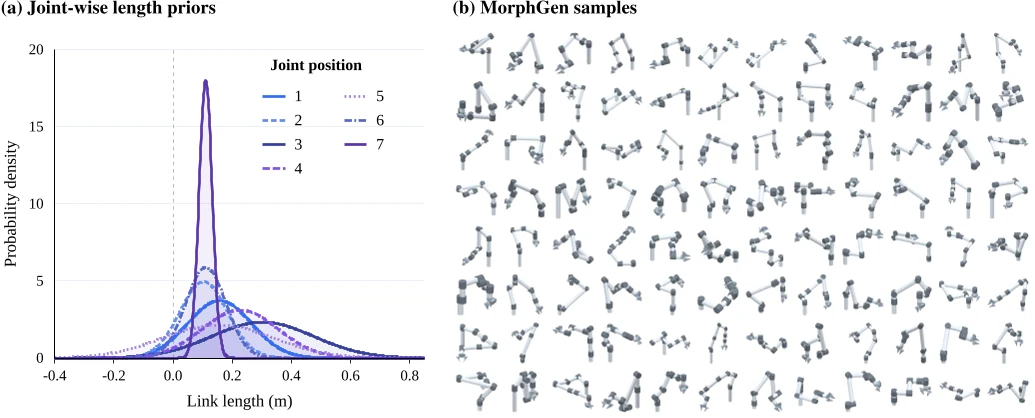 (a) Joint-wise length priors
(b) MorphGen samples
Probability density
20
15
10
5
0
Joint position
1
2
3
4
5
6
7
-0.4 -0.2 0.0 0.2 0.4 0.6 0.8
Link length (m)